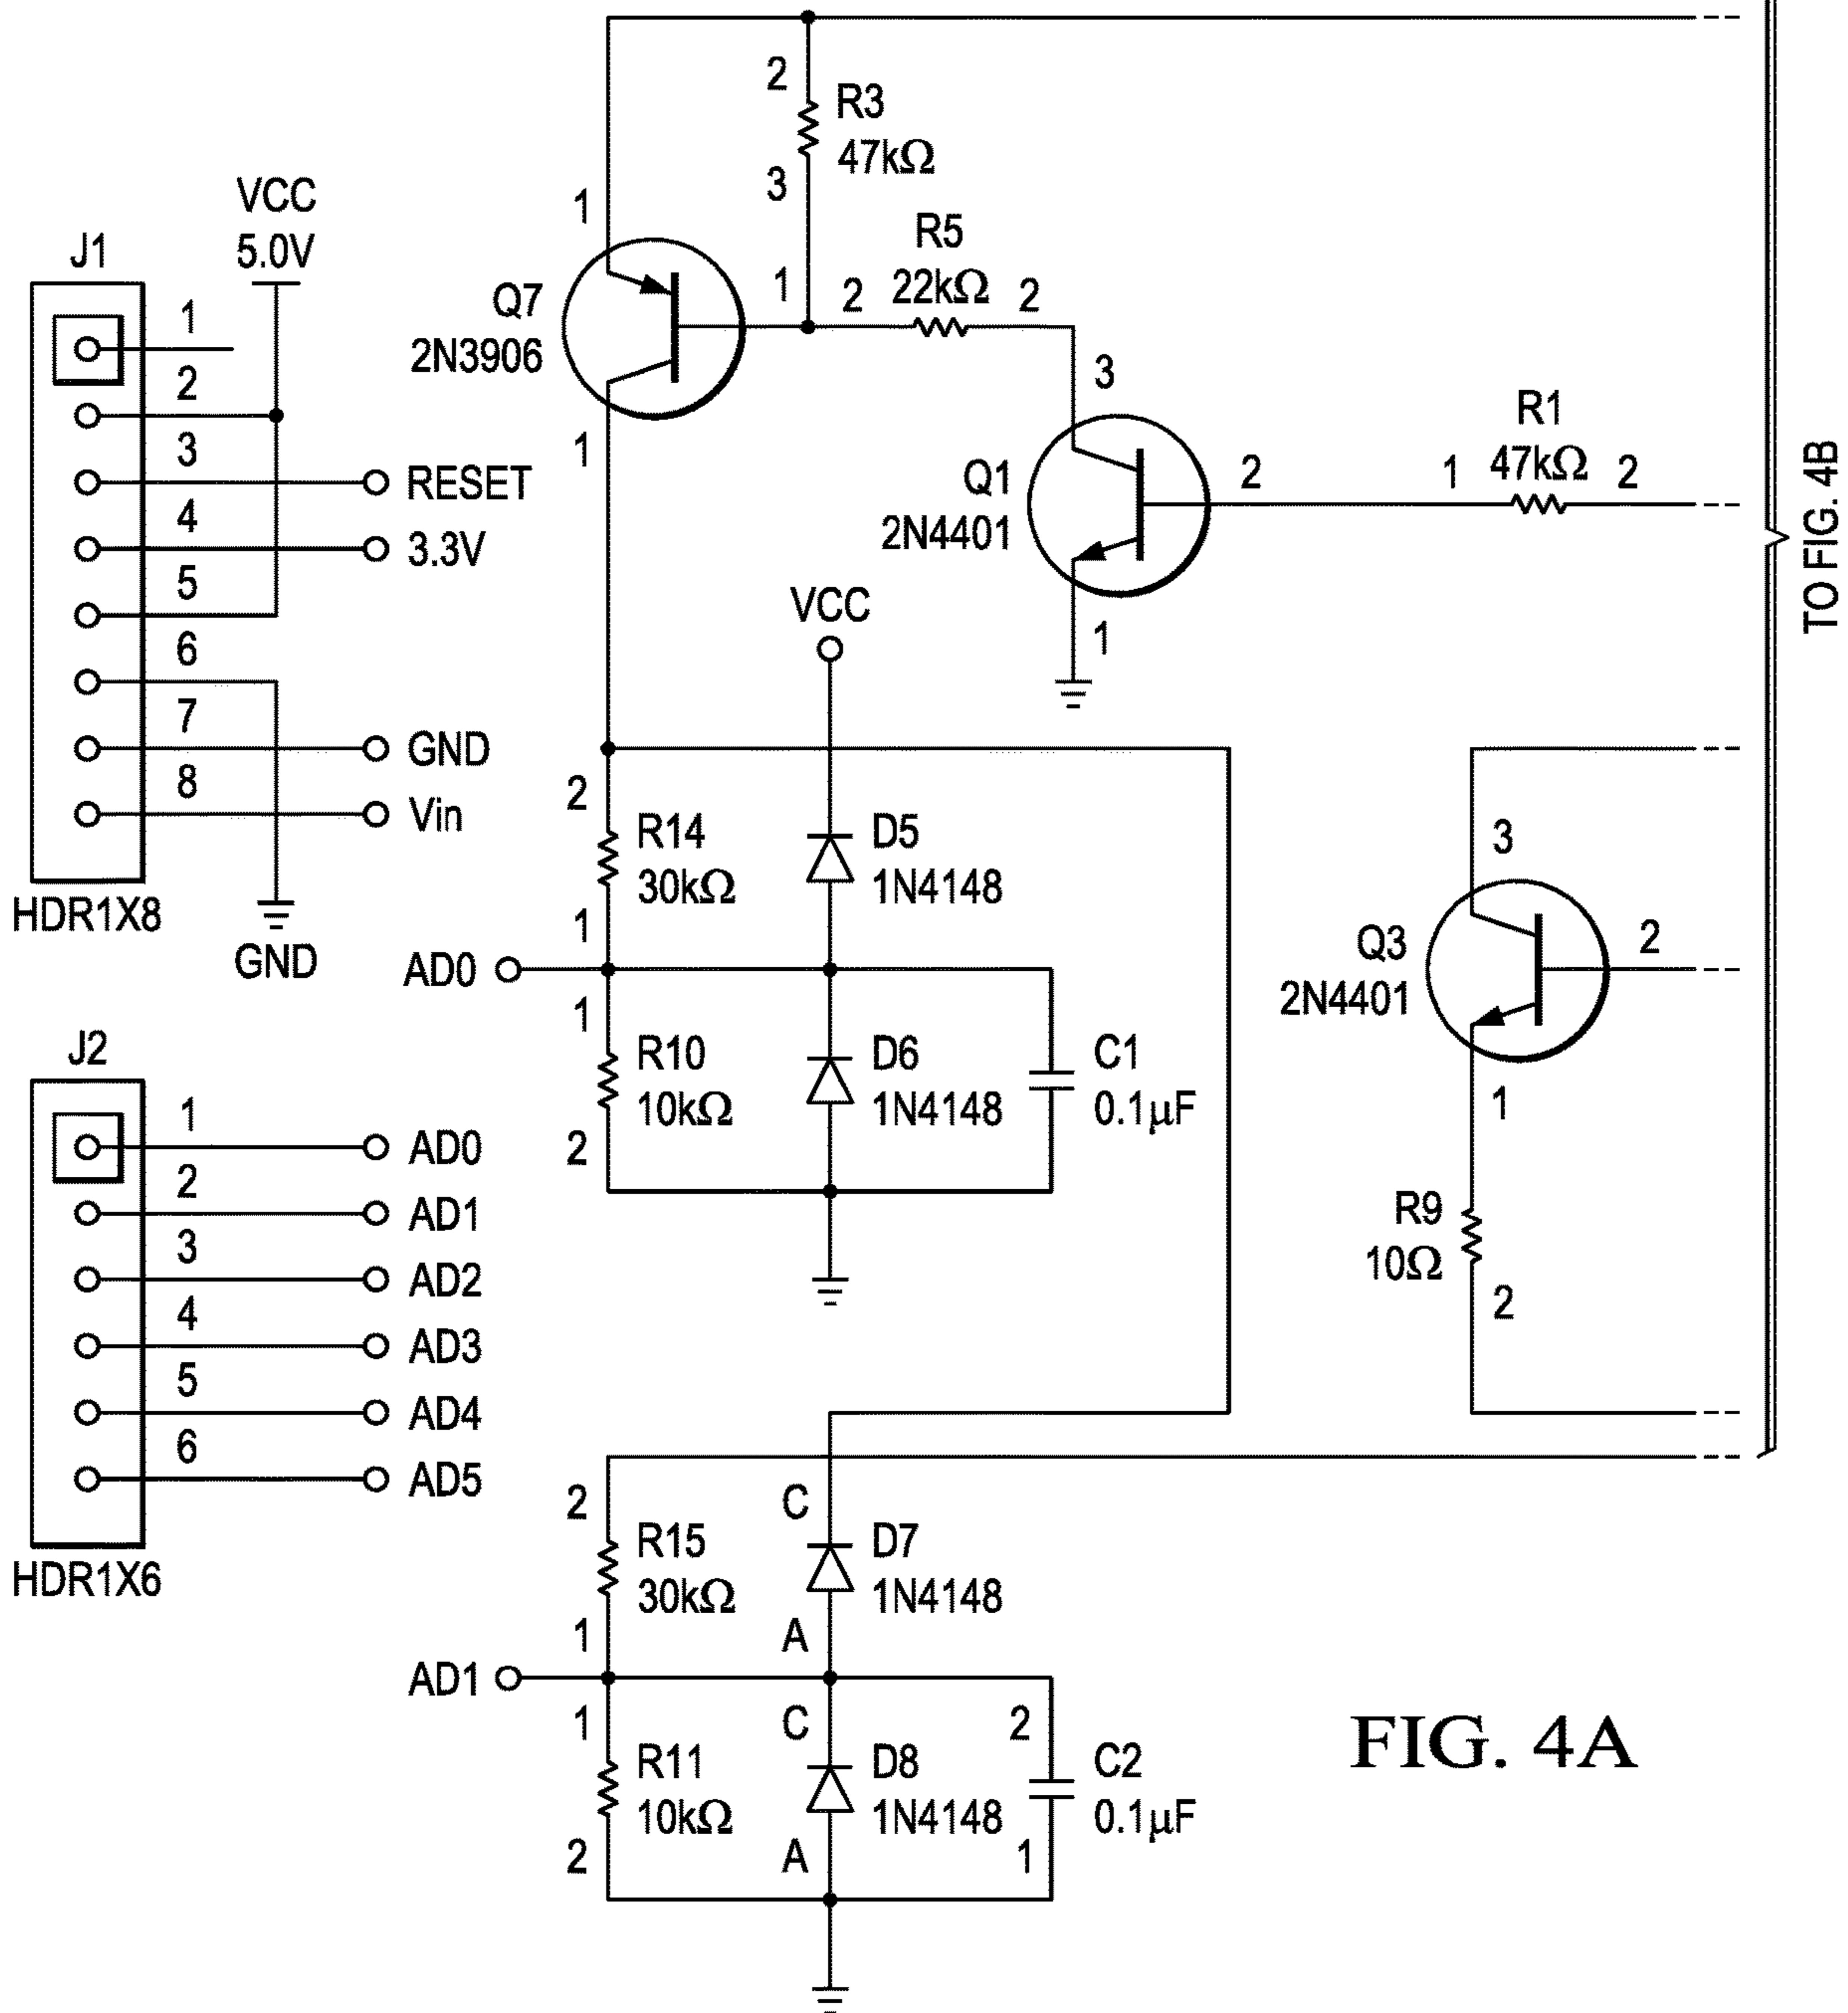 J1
VCC
5.0V
1
2
3
RESET
4
3.3V
5
6
7
GND
8
Vin
HDR1X8
GND
J2
1
AD0
2
AD1
3
AD2
4
AD3
5
AD4
6
AD5
HDR1X6
2
R3
47kΩ
3
1
Q7
2N3906
1
R5
22kΩ
1
2
2
3
Q1
2N4401
2
1
R1
47kΩ
2
1
VCC
2
R14
30kΩ
1
D5
1N4148
AD0
1
R10
10kΩ
2
D6
1N4148
C1
0.1μF
3
Q3
2N4401
2
1
R9
10Ω
2
2
R15
30kΩ
1
C
D7
1N4148
A
AD1
1
R11
10kΩ
2
C
D8
1N4148
A
2
C2
0.1μF
1
TO FIG. 4B
FIG. 4A